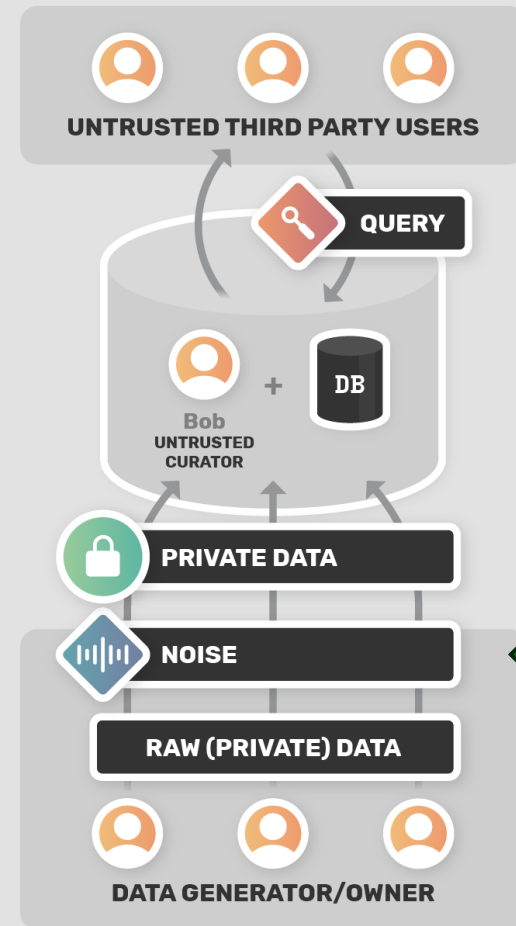 UNTRUSTED THIRD PARTY USERS
QUERY
DB
+
Bob
UNTRUSTED
CURATOR
PRIVATE DATA
NOISE
RAW (PRIVATE) DATA
DATA GENERATOR/OWNER